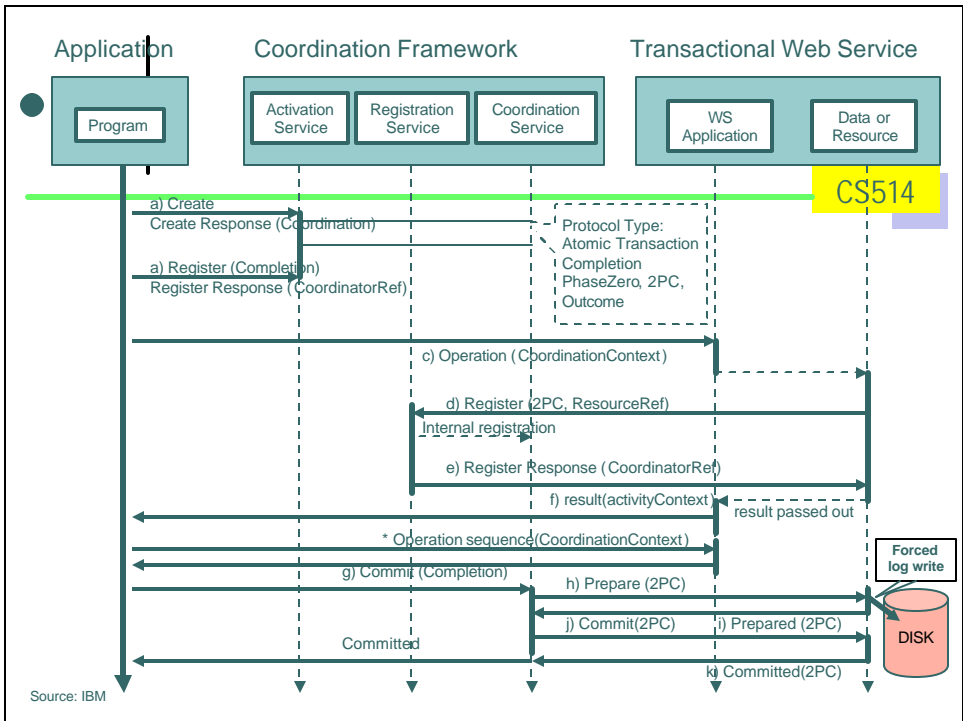 Application
Coordination Framework
Transactional Web Service
Program
Activation
Service
Registration
Service
Coordination
Service
WS
Application
Data or
Resource
CS514
a) Create
Create Response (Coordination)
Protocol Type:
Atomic Transaction
Completion
PhaseZero, 2PC,
Outcome
a) Register (Completion)
Register Response (CoordinatorRef)
c) Operation (CoordinationContext)
d) Register (2PC, ResourceRef)
Internal registration
e) Register Response (CoordinatorRef)
f) result(activityContext)
result passed out
* Operation sequence(CoordinationContext)
Forced
log write
g) Commit (Completion)
h) Prepare (2PC)
j) Commit(2PC)
i) Prepared (2PC)
DISK
Committed
k) Committed(2PC)
Source: IBM